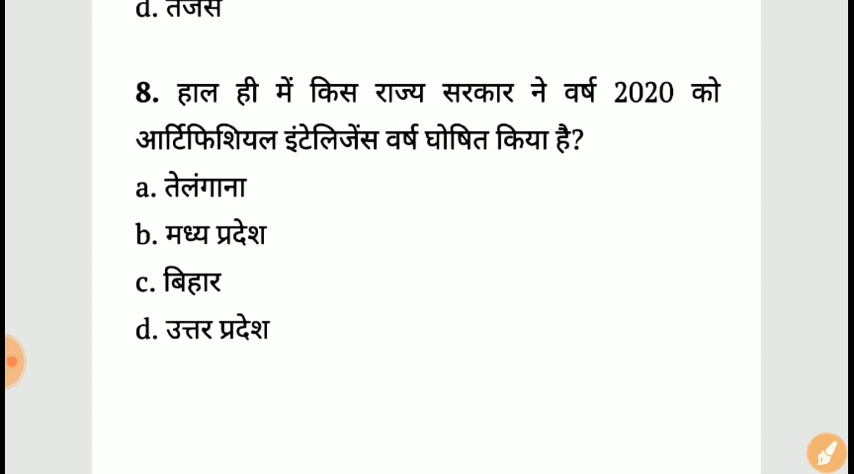 d. तेजस
8. हाल ही में किस राज्य सरकार ने वर्ष 2020 को
आर्टिफिशियल इंटेलिजेंस वर्ष घोषित किया है?
a. तेलंगाना
b. मध्य प्रदेश
c. बिहार
d. उत्तर प्रदेश